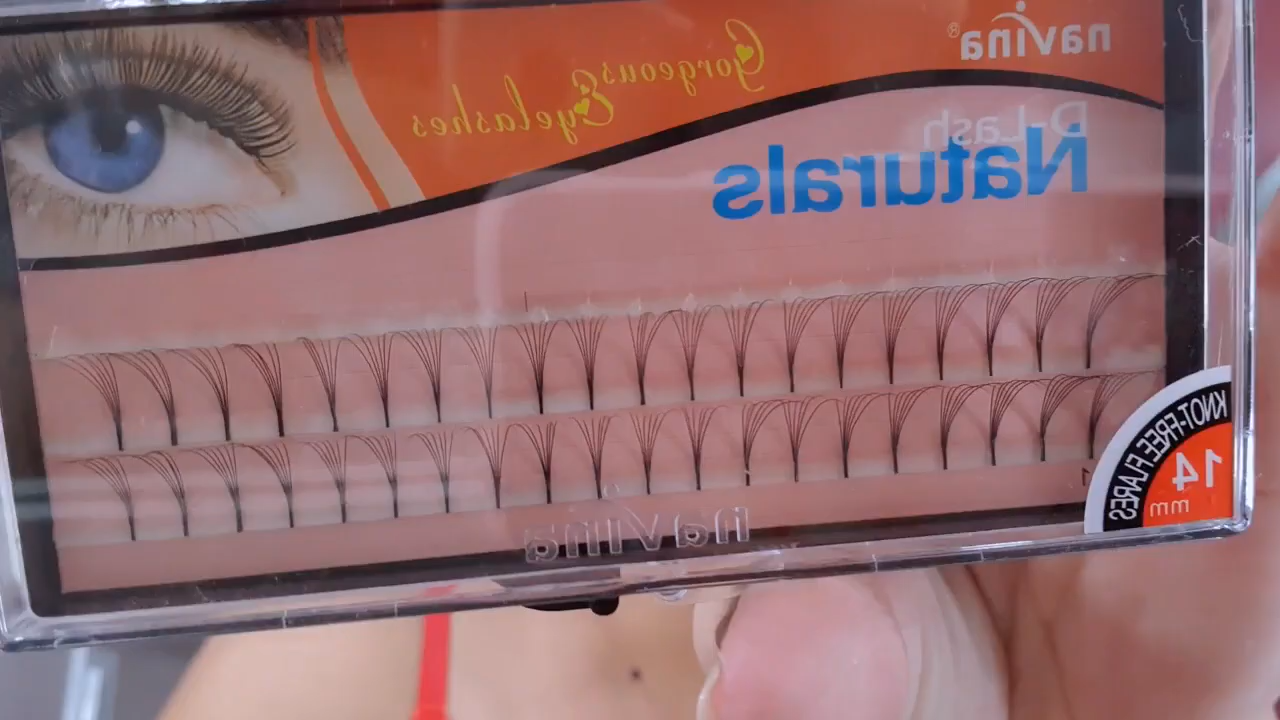 navina®
Gorgeous
Eyelashes
D-Lash
Naturals
KNOT-FREE FLARES
14
mm
navina